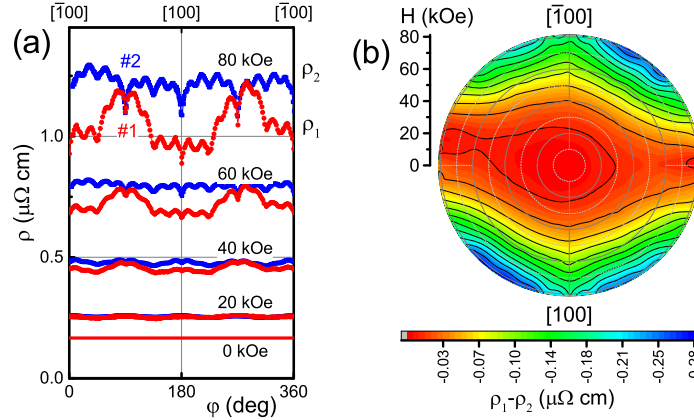 [1̅00] [100] [1̅00]
(a)
#2
80 kOe
ρ2
#1
ρ1
1.0
60 kOe
40 kOe
0.5
20 kOe
0 kOe
0.0
0 180 360
φ (deg)
ρ (μΩ cm)
H (kOe) [1̅00]
(b)
80
60
40
20
0
[100]
-0.03 -0.07 -0.10 -0.14 -0.18 -0.21 -0.25 -0.28
ρ1-ρ2 (μΩ cm)